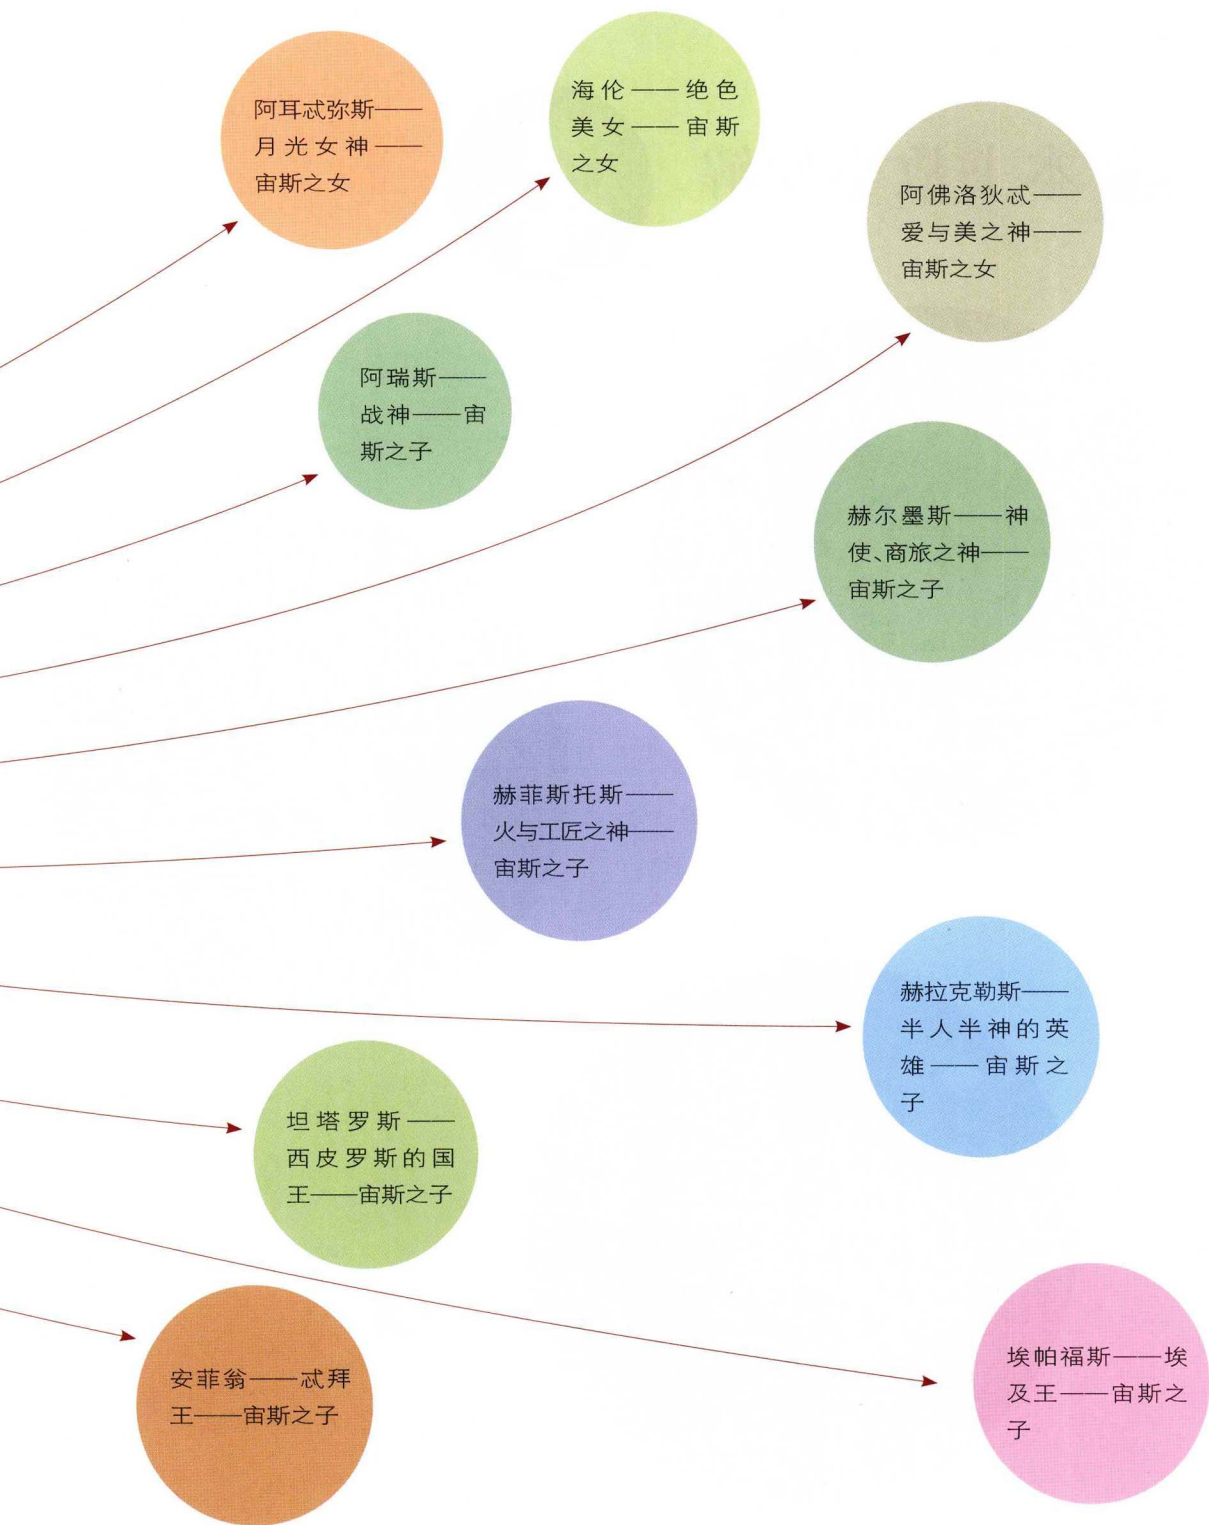 阿耳忒弥斯——
月光女神——
宙斯之女
海伦——绝色
美女——宙斯
之女
阿佛洛狄忒——
爱与美之神——
宙斯之女
阿瑞斯——
战神——宙
斯之子
赫尔墨斯——神
使、商旅之神——
宙斯之子
赫菲斯托斯——
火与工匠之神——
宙斯之子
赫拉克勒斯——
半人半神的英
雄——宙斯之
子
坦塔罗斯——
西皮罗斯的国
王——宙斯之子
安菲翁——忒拜
王——宙斯之子
埃帕福斯——埃
及王——宙斯之
子